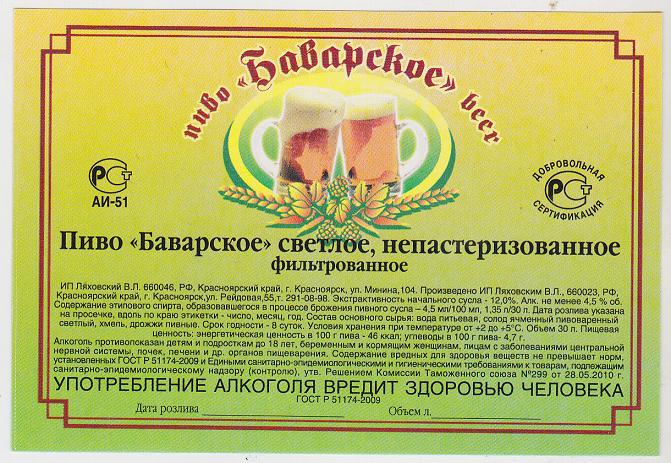 пиво «Баварское» beer
РСТ
АИ-51
ДОБРОВОЛЬНАЯ
РСТ
СЕРТИФИКАЦИЯ
Пиво «Баварское» светлое, непастеризованное
фильтрованное
ИП Ляховский В.Л. 660046, РФ, Красноярский край, г. Красноярск, ул. Минина,104. Произведено ИП Ляховским В.Л., 660023, РФ,
Красноярский край, г. Красноярск,ул. Рейдовая,55,т. 291-08-98. Экстрактивность начального сусла - 12,0%. Алк. не менее 4,5 % об.
Содержание этилового спирта, образовавшегося в процессе брожения пивного сусла – 4,5 мл/100 мл, 1,35 л/30 л. Дата розлива указана
на просечке, вдоль по краю этикетки - число, месяц, год. Состав основного сырья: вода питьевая, солод ячменный пивоваренный
светлый, хмель, дрожжи пивные. Срок годности - 8 суток. Условия хранения при температуре от +2 до +5°С. Объем 30 л. Пищевая
ценность: энергетическая ценность в 100 г пива - 46 ккал, углеводы в 100 г пива- 4,7 г.
Алкоголь противопоказан детям и подросткам до 18 лет, беременным и кормящим женщинам, лицам с заболеваниями центральной
нервной системы, почек, печени и др. органов пищеварения. Содержание вредных для здоровья веществ не превышает норм,
установленных ГОСТ Р 51174-2009 и Едиными санитарно-эпидемиологическими и гигиеническими требованиями к товарам, подлежащим
санитарно-эпидемиологическому надзору (контролю), утв. Решением Комиссии Таможенного союза №299 от 28.05.2010 г.
УПОТРЕБЛЕНИЕ АЛКОГОЛЯ ВРЕДИТ ЗДОРОВЬЮ ЧЕЛОВЕКА
ГОСТ Р 51174-2009
Дата розлива Объем л.